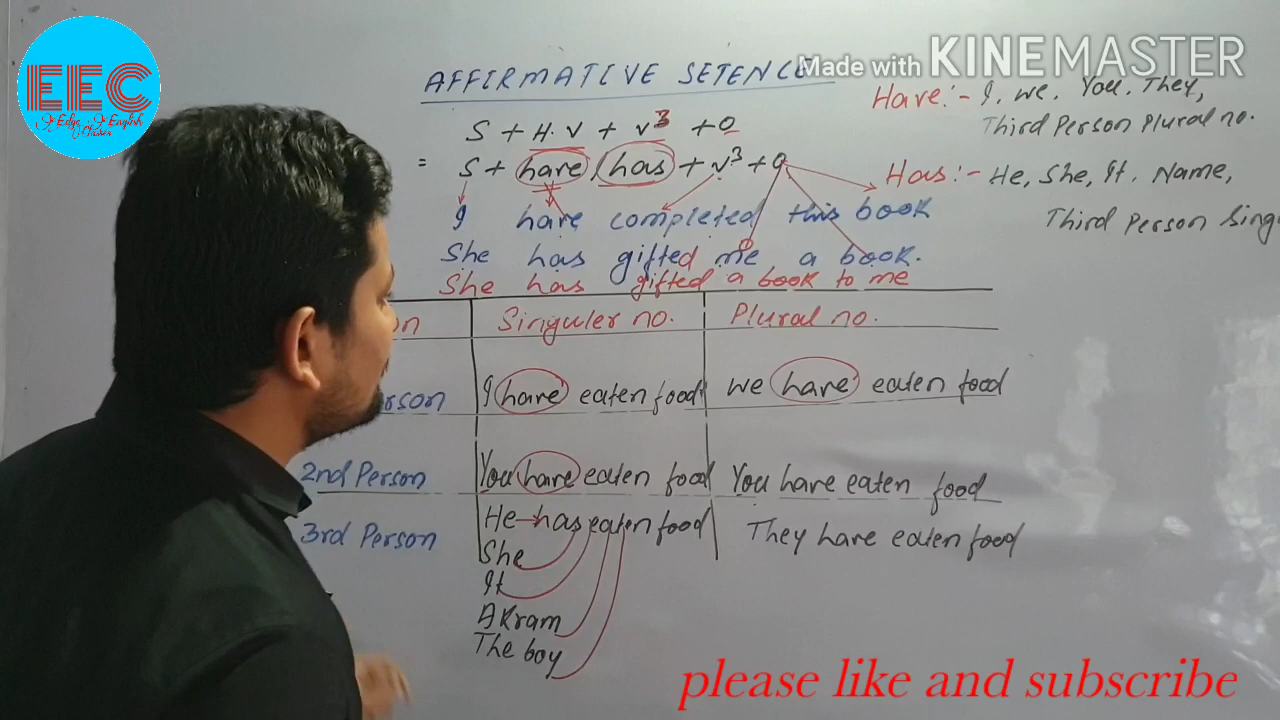 EEC
Made with KINEMASTER
AFFIRMATIVE SETENCE
S + H.V + V3 + O
= S + have, has + V3 + O
I have completed this book
She has gifted me a book.
She has gifted a book to me
Have:- I, We, You, They,
Third Person Plural no.
Has:- He, She, It, Name,
Third Person Sing
on Singuler no. Plural no.
erson I have eaten food We have eaten food
2nd Person You have eaten food You have eaten food
3rd Person He has eaten food They have eaten food
She
It
AKram
The boy
please like and subscribe